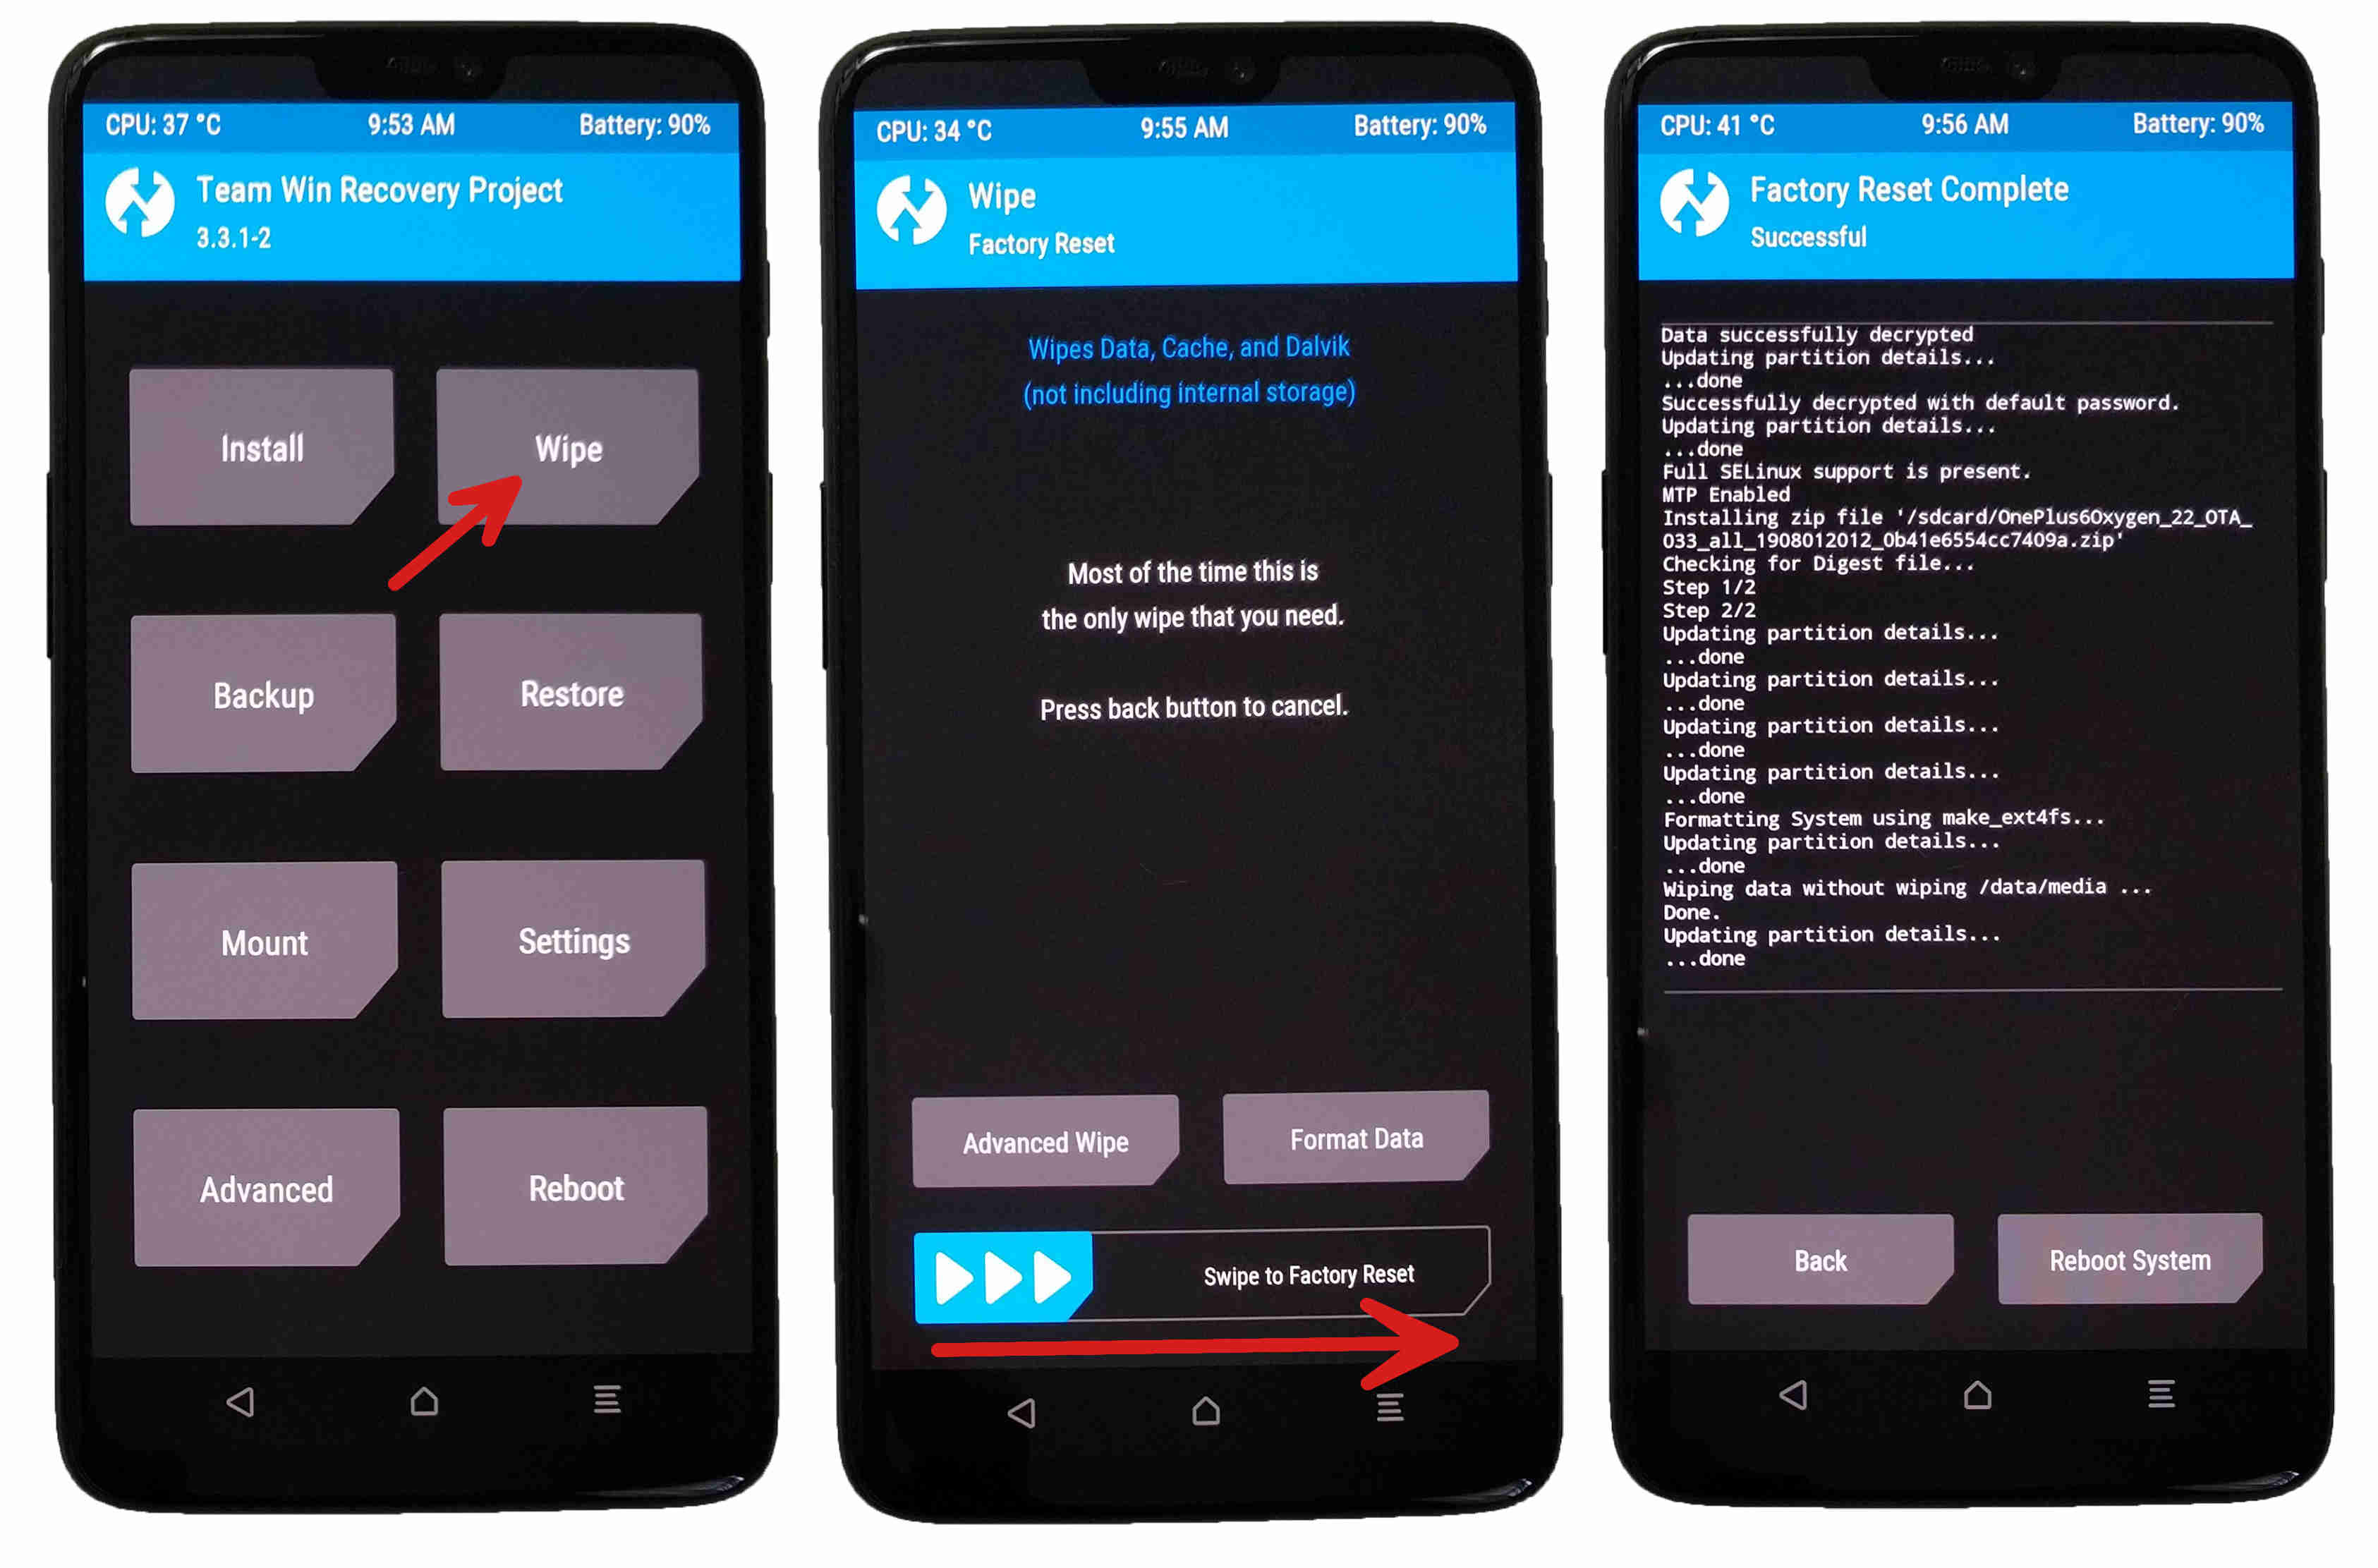 CPU: 37 °C 9:53 AM Battery: 90%
Team Win Recovery Project
3.3.1-2
Install Wipe
Backup Restore
Mount Settings
Advanced Reboot
CPU: 34 °C 9:55 AM Battery: 90%
Wipe
Factory Reset
Wipes Data, Cache, and Dalvik
(not including internal storage)
Most of the time this is
the only wipe that you need.
Press back button to cancel.
Advanced Wipe Format Data
Swipe to Factory Reset
CPU: 41 °C 9:56 AM Battery: 90%
Factory Reset Complete
Successful
Data successfully decrypted
Updating partition details...
...done
Successfully decrypted with default password.
Updating partition details...
...done
Full SELinux support is present.
MTP Enabled
Installing zip file '/sdcard/OnePlus6Oxygen_22_OTA_
033_all_1908012012_0b41e6554cc7409a.zip'
Checking for Digest file...
Step 1/2
Step 2/2
Updating partition details...
...done
Updating partition details...
...done
Updating partition details...
...done
Updating partition details...
...done
Formatting System using make_ext4fs...
Updating partition details...
...done
Wiping data without wiping /data/media ...
Done.
Updating partition details...
...done
Back Reboot System